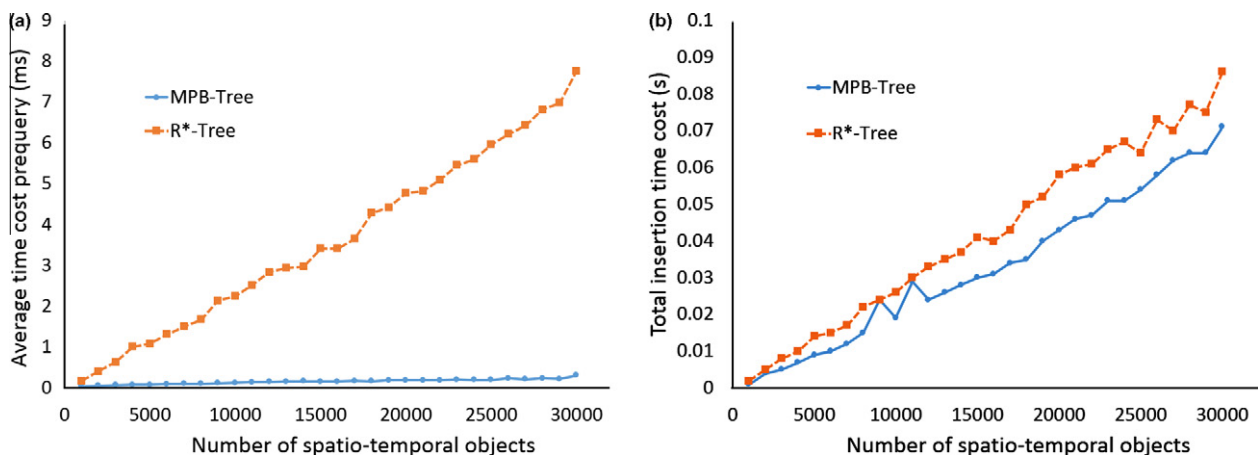 (a)
Average time cost prequery (ms)
9
8
7
6
5
4
3
2
1
0
MPB-Tree
R*-Tree
0 5000 10000 15000 20000 25000 30000
Number of spatio-temporal objects
(b)
Total insertion time cost (s)
0.1
0.09
0.08
0.07
0.06
0.05
0.04
0.03
0.02
0.01
0
MPB-Tree
R*-Tree
0 5000 10000 15000 20000 25000 30000
Number of spatio-temporal objects